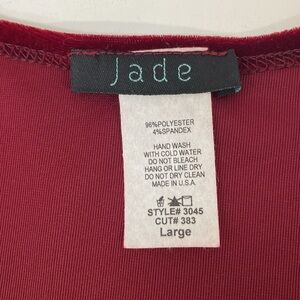 Jade
96%POLYESTER
4%SPANDEX
HAND WASH
WITH COLD WATER
DO NOT BLEACH
HANG OR LINE DRY
DO NOT DRY CLEAN
MADE IN U.S.A.
STYLE# 3045
CUT# 383
Large